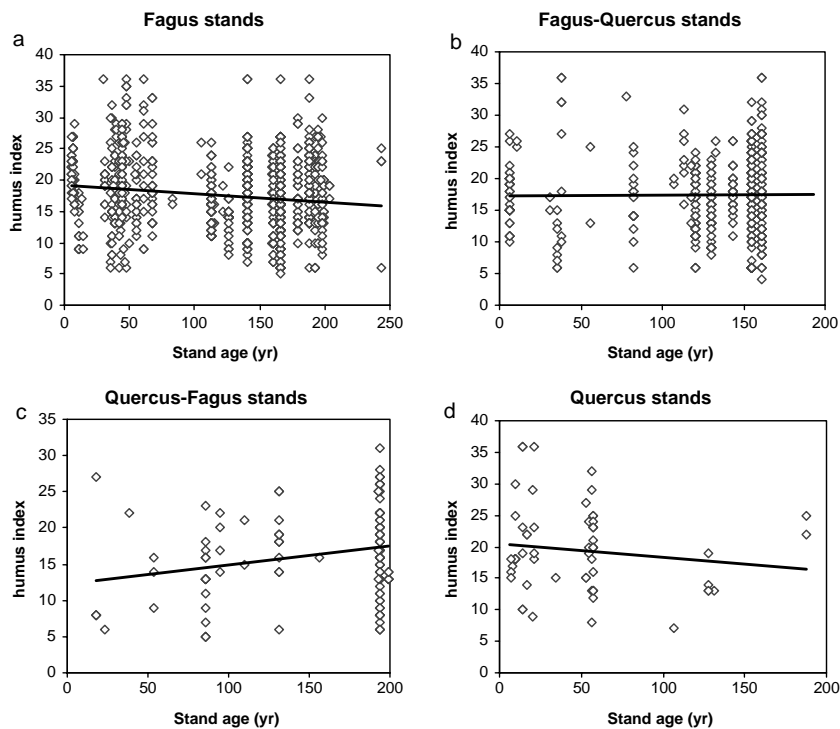 a
Fagus stands
humus index
40
35
30
25
20
15
10
5
0
0 50 100 150 200 250
Stand age (yr)
b
Fagus-Quercus stands
humus index
40
35
30
25
20
15
10
5
0
0 50 100 150 200
Stand age (yr)
c
Quercus-Fagus stands
humus index
35
30
25
20
15
10
5
0
0 50 100 150 200
Stand age (yr)
d
Quercus stands
humus index
40
35
30
25
20
15
10
5
0
0 50 100 150 200
Stand age (yr)